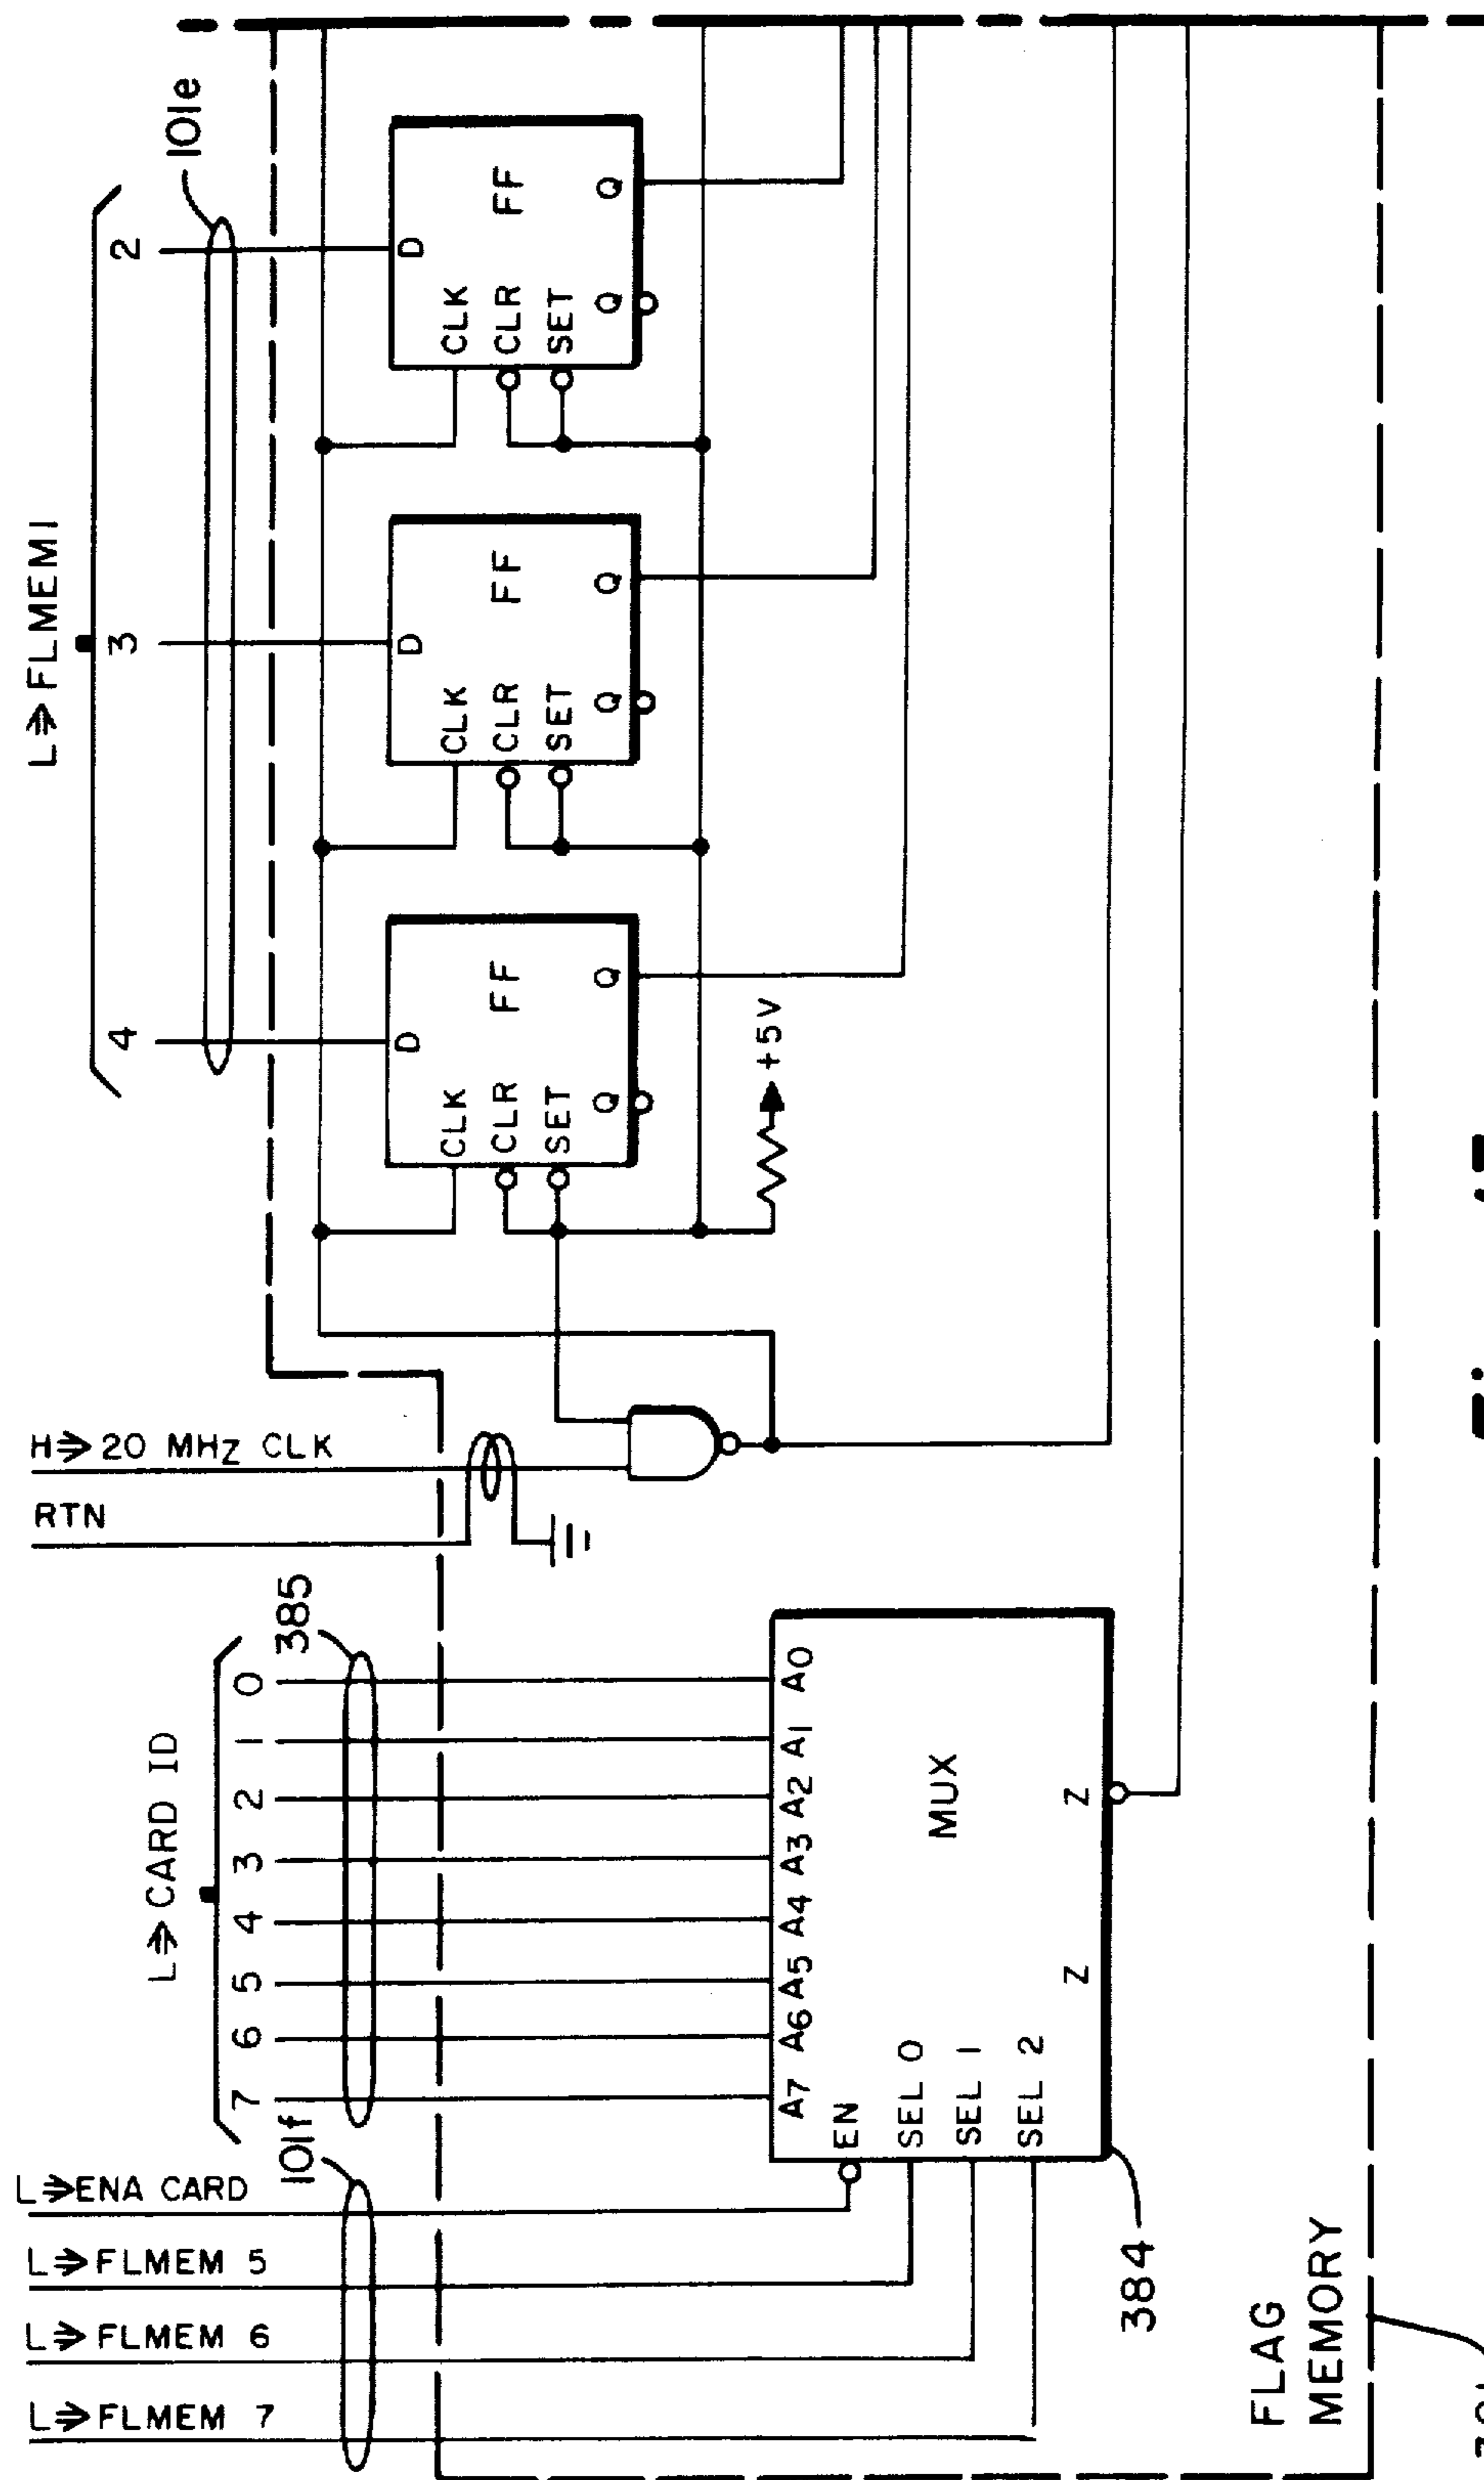 L⇒FLMEM1
4 3 2
101e
D
CLK
CLR
SET
FF
Q Q
D
CLK
CLR
SET
FF
Q Q
D
CLK
CLR
SET
FF
Q Q
+5V
H⇒20 MHz CLK
RTN
L⇒CARD ID
7 6 5 4 3 2 1 0
385
101f
L⇒ENA CARD
L⇒FLMEM 5
L⇒FLMEM 6
L⇒FLMEM 7
A7 A6 A5 A4 A3 A2 A1 A0
EN
SEL 0
SEL 1
SEL 2
MUX
Z Z
384
FLAG
MEMORY